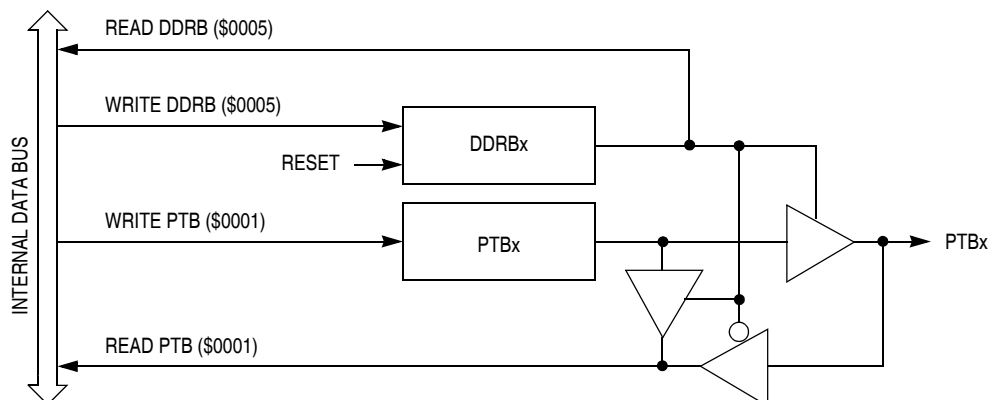 READ DDRB ($0005)
WRITE DDRB ($0005)
DDRBx
RESET
INTERNAL DATA BUS
WRITE PTB ($0001)
PTBx
PTBx
READ PTB ($0001)